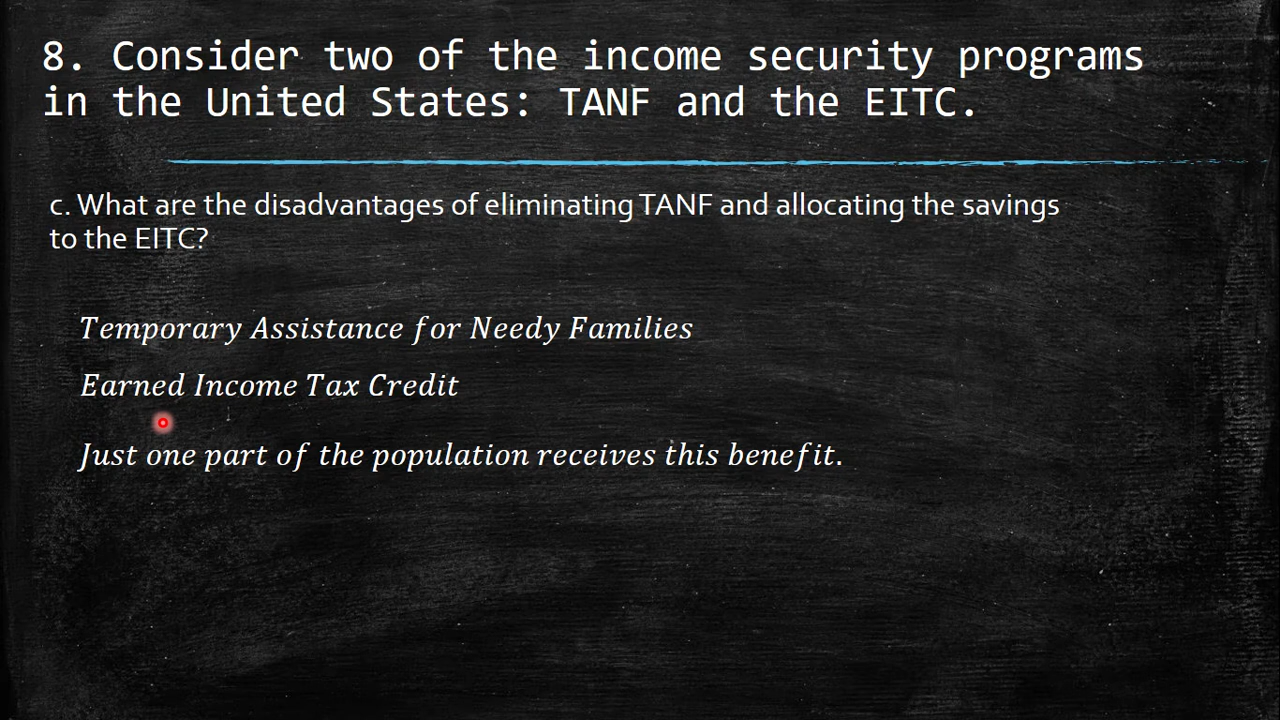 8. Consider two of the income security programs
in the United States: TANF and the EITC.
c. What are the disadvantages of eliminating TANF and allocating the savings
to the EITC?
Temporary Assistance for Needy Families
Earned Income Tax Credit
Just one part of the population receives this benefit.